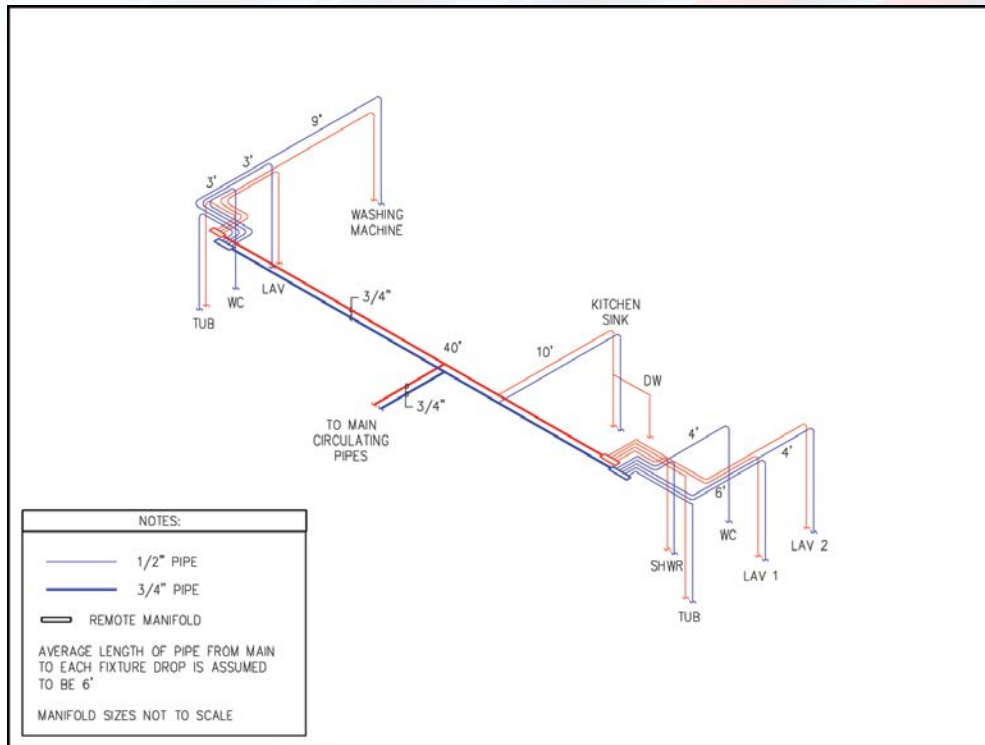 9'
3'
3'
WASHING
MACHINE
LAV
WC
TUB
3/4"
KITCHEN
SINK
40'
10'
DW
3/4"
TO MAIN
CIRCULATING
PIPES
4'
4'
6'
WC
LAV 2
SHWR
LAV 1
TUB
NOTES:
1/2" PIPE
3/4" PIPE
REMOTE MANIFOLD
AVERAGE LENGTH OF PIPE FROM MAIN
TO EACH FIXTURE DROP IS ASSUMED
TO BE 6'
MANIFOLD SIZES NOT TO SCALE